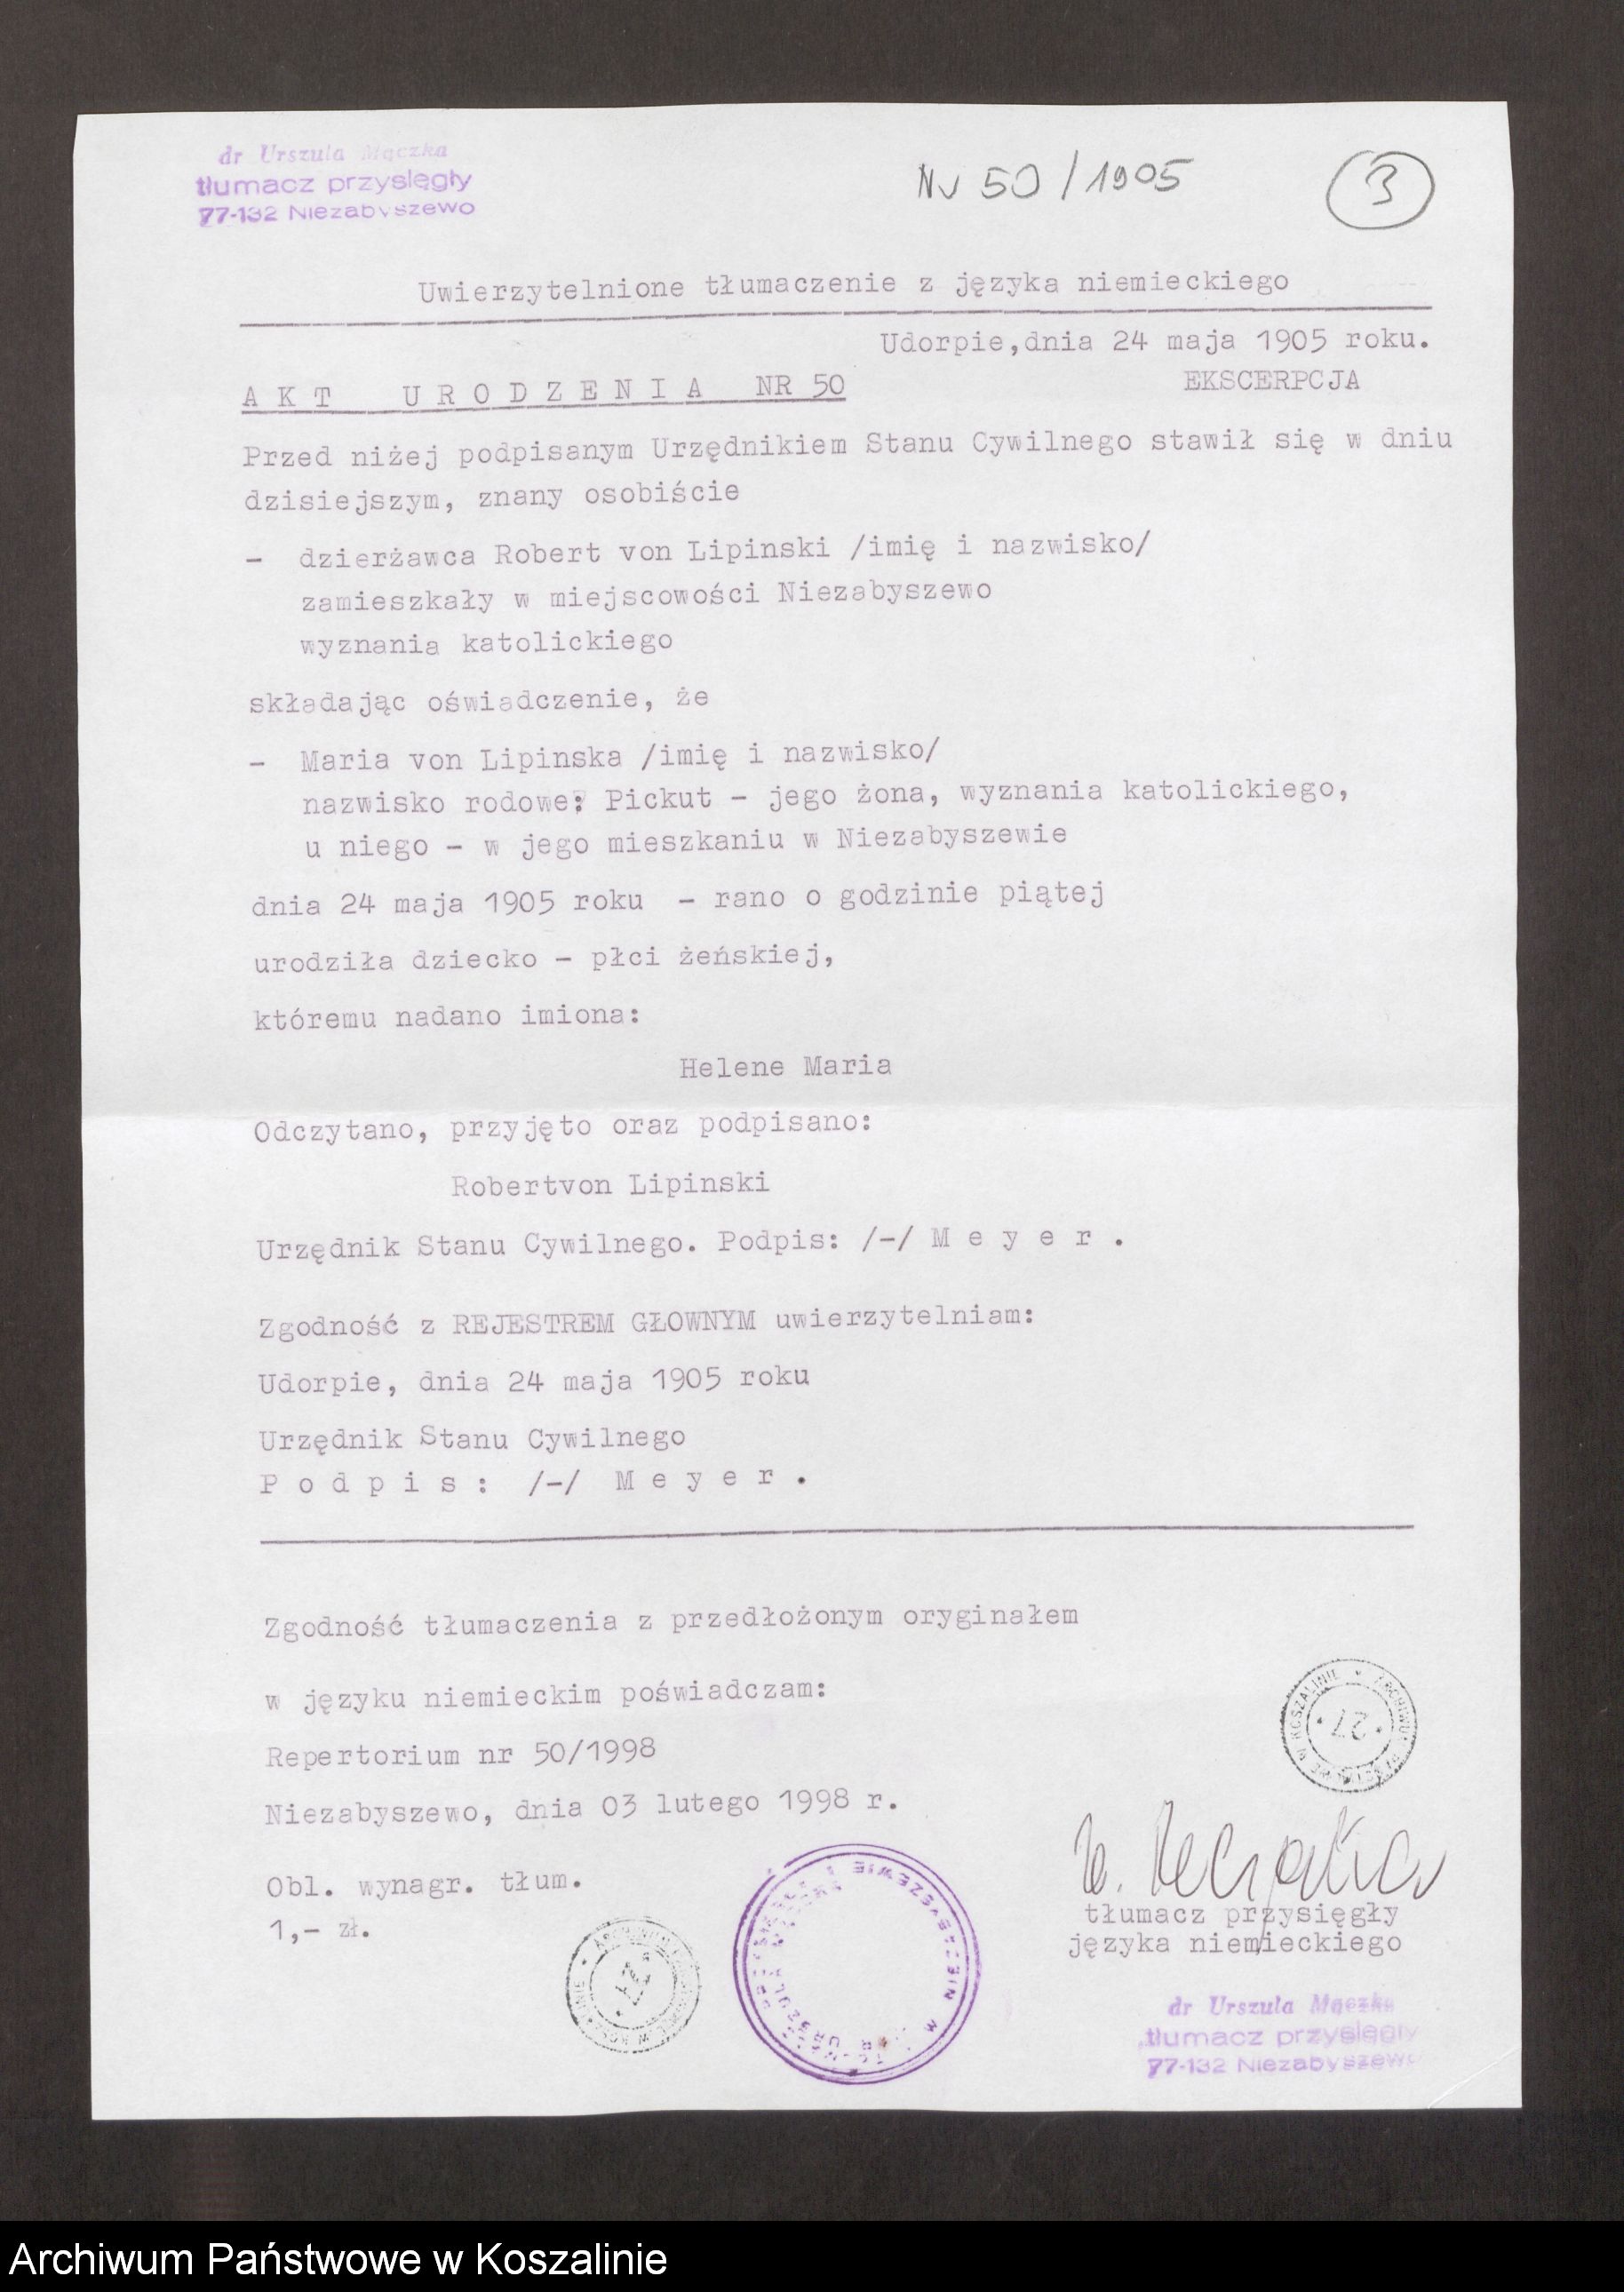 dr Urszula Mączka
tłumacz przysięgły
77-132 Niezabyszewo
Nr 50/1905
3
Uwierzytelnione tłumaczenie z języka niemieckiego
Udorpie,dnia 24 maja 1905 roku.
AKT URODZENIA NR 50
EKSCERPCJA
Przed niżej podpisanym Urzędnikiem Stanu Cywilnego stawił się w dniu
dzisiejszym, znany osobiście
- dzierżawca Robert von Lipinski /imię i nazwisko/
zamieszkały w miejscowości Niezabyszewo
wyznania katolickiego
składając oświadczenie, że
- Maria von Lipinska /imię i nazwisko/
nazwisko rodowe: Pickut - jego żona, wyznania katolickiego,
u niego - w jego mieszkaniu w Niezabyszewie
dnia 24 maja 1905 roku - rano o godzinie piątej
urodziła dziecko - płci żeńskiej,
któremu nadano imiona:
Helene Maria
Odczytano, przyjęto oraz podpisano:
Robertvon Lipinski
Urzędnik Stanu Cywilnego. Podpis: /-/ M e y e r .
Zgodność z REJESTREM GŁOWNYM uwierzytelniam:
Udorpie, dnia 24 maja 1905 roku
Urzędnik Stanu Cywilnego
P o d p i s : /-/ M e y e r .
Zgodność tłumaczenia z przedłożonym oryginałem
w języku niemieckim poświadczam:
Repertorium nr 50/1998
Niezabyszewo, dnia 03 lutego 1998 r.
Obl. wynagr. tłum.
1,- zł.
W KOSZALINIE
27
tłumacz przysięgły
języka niemieckiego
dr Urszula Mączka
tłumacz przysięgły
77-132 Niezabyszewo
Archiwum Państwowe w Koszalinie